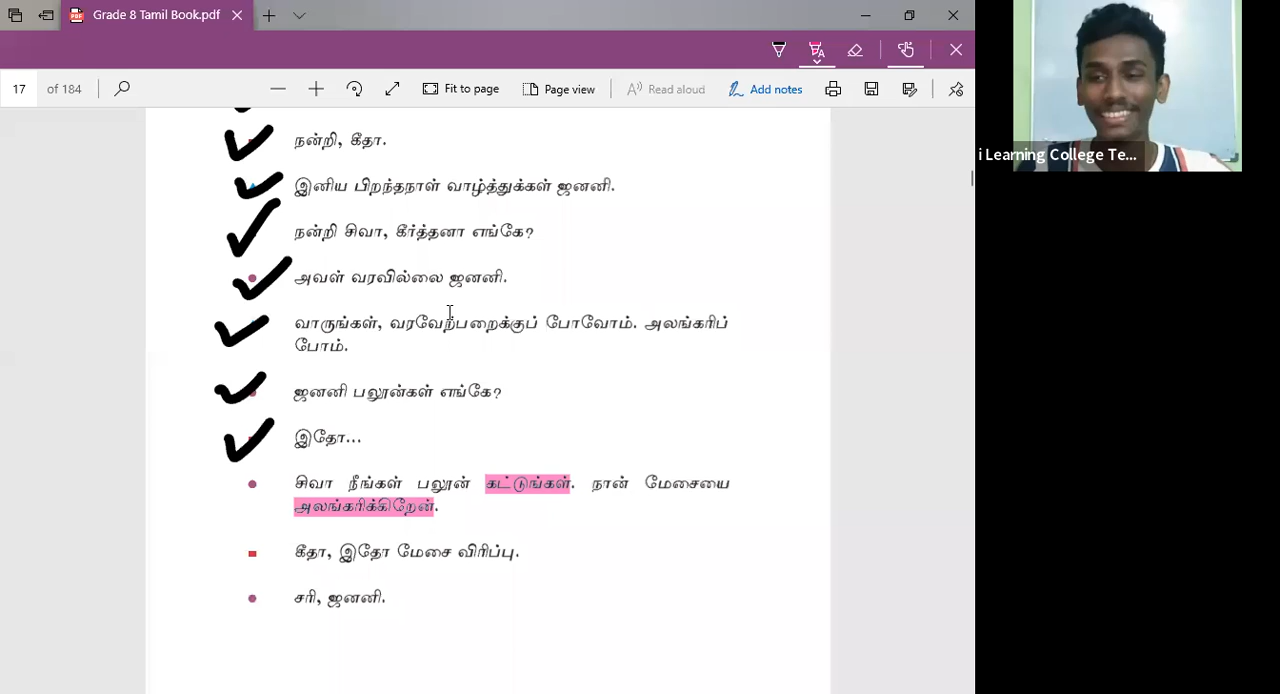 Grade 8 Tamil Book.pdf
17 of 184
Fit to page
Page view
Read aloud
Add notes
i Learning College Te...
நன்றி, கீதா.
இனிய பிறந்தநாள் வாழ்த்துக்கள் ஜனனி.
நன்றி சிவா, கீர்த்தனா எங்கே?
அவள் வரவில்லை ஜனனி.
வாருங்கள், வரவேற்பறைக்குப் போவோம். அலங்கரிப்
போம்.
ஜனனி பலூன்கள் எங்கே?
இதோ...
சிவா நீங்கள் பலூன் கட்டுங்கள். நான் மேசையை
அலங்கரிக்கிறேன்.
கீதா, இதோ மேசை விரிப்பு.
சரி, ஜனனி.